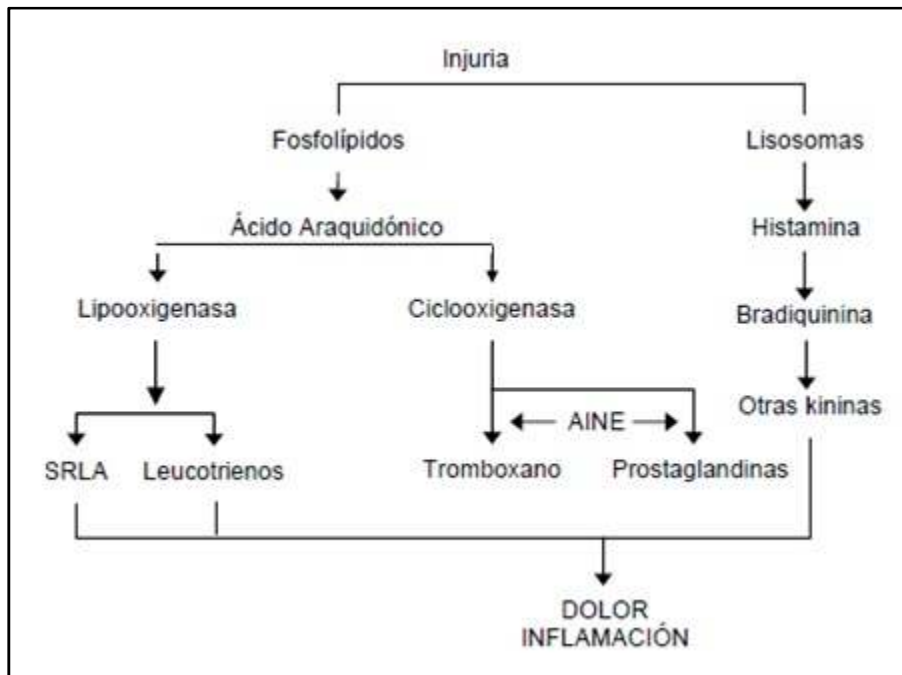 Injuria
Fosfolípidos
Lisosomas
Ácido Araquidónico
Histamina
Lipooxigenasa
Ciclooxigenasa
Bradiquinina
Otras kininas
AINE
SRLA
Leucotrienos
Tromboxano
Prostaglandinas
DOLOR
INFLAMACIÓN